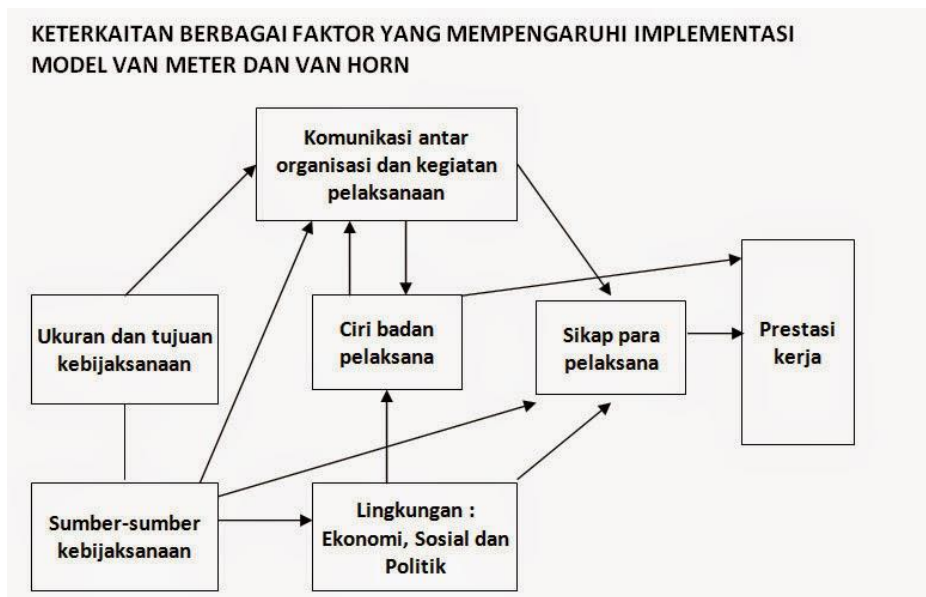 KETERKAITAN BERBAGAI FAKTOR YANG MEMPENGARUHI IMPLEMENTASI
MODEL VAN METER DAN VAN HORN
Komunikasi antar
organisasi dan kegiatan
pelaksanaan
Ukuran dan tujuan
kebijaksanaan
Ciri badan
pelaksana
Sikap para
pelaksana
Prestasi
kerja
Sumber-sumber
kebijaksanaan
Lingkungan :
Ekonomi, Sosial dan
Politik